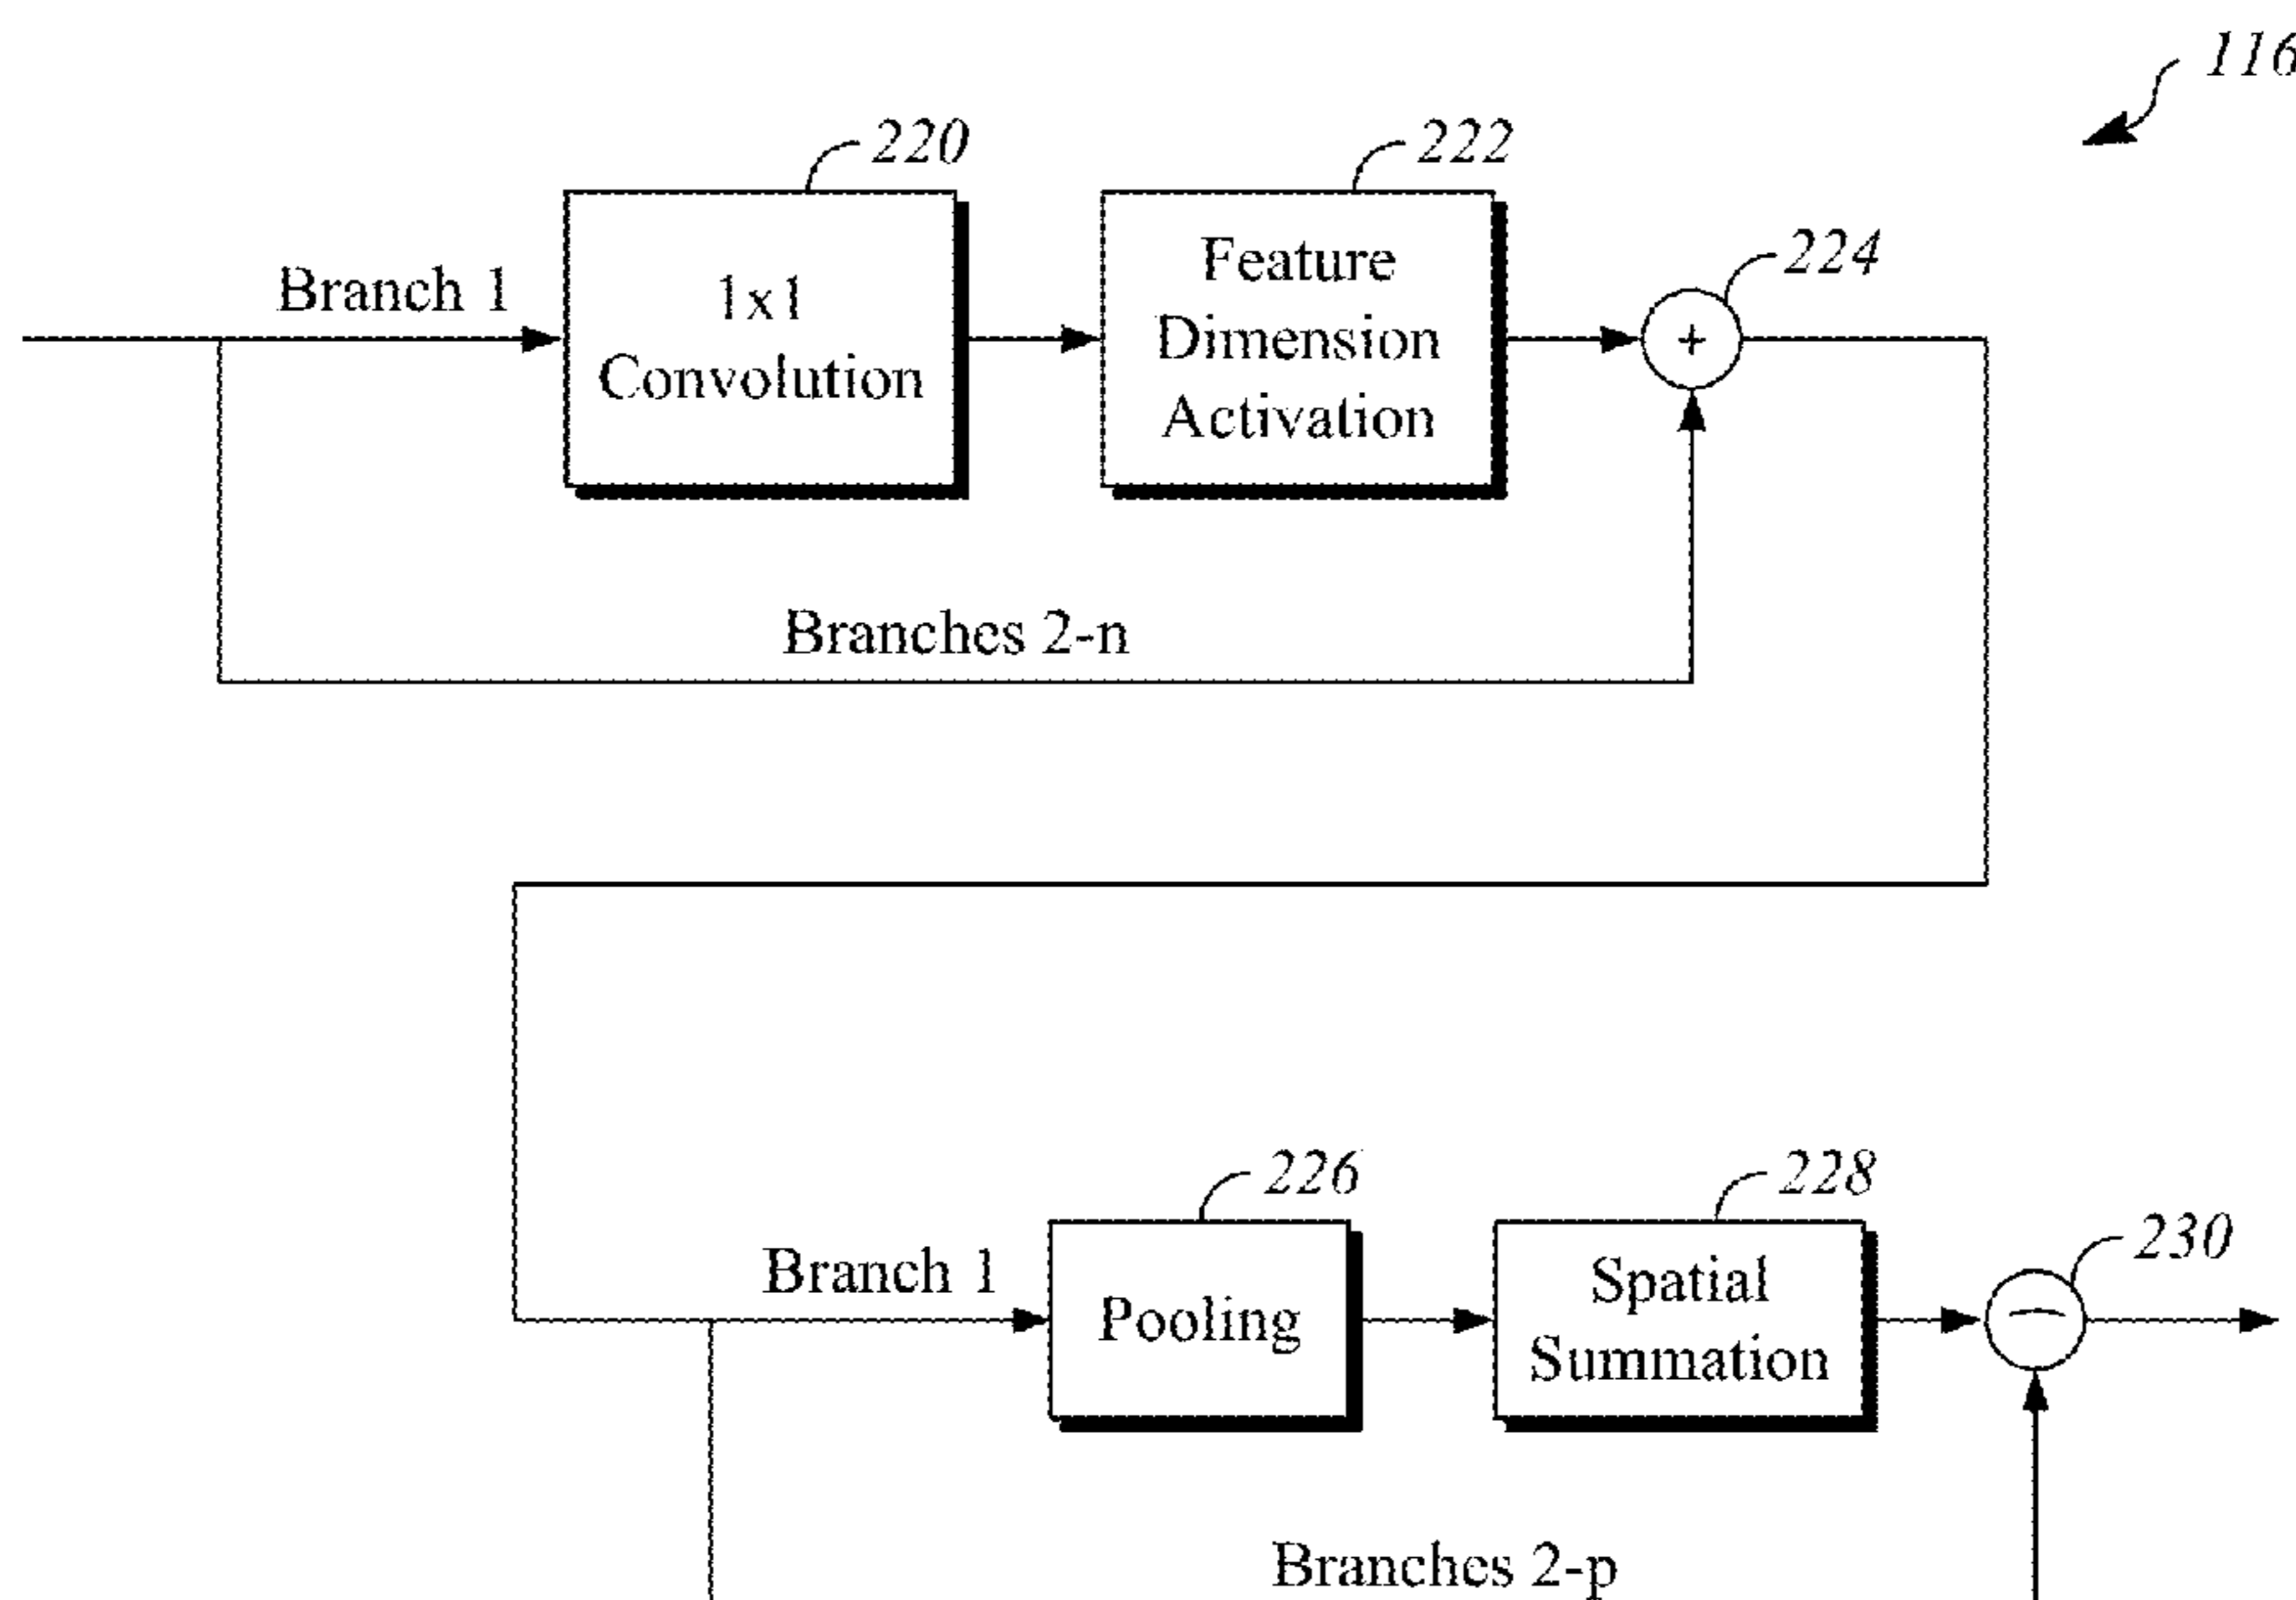 116
220
222
224
Branch 1
1x1
Convolution
Feature
Dimension
Activation
+
Branches 2-n
226
228
230
Branch 1
Pooling
Spatial
Summation
Branches 2-p